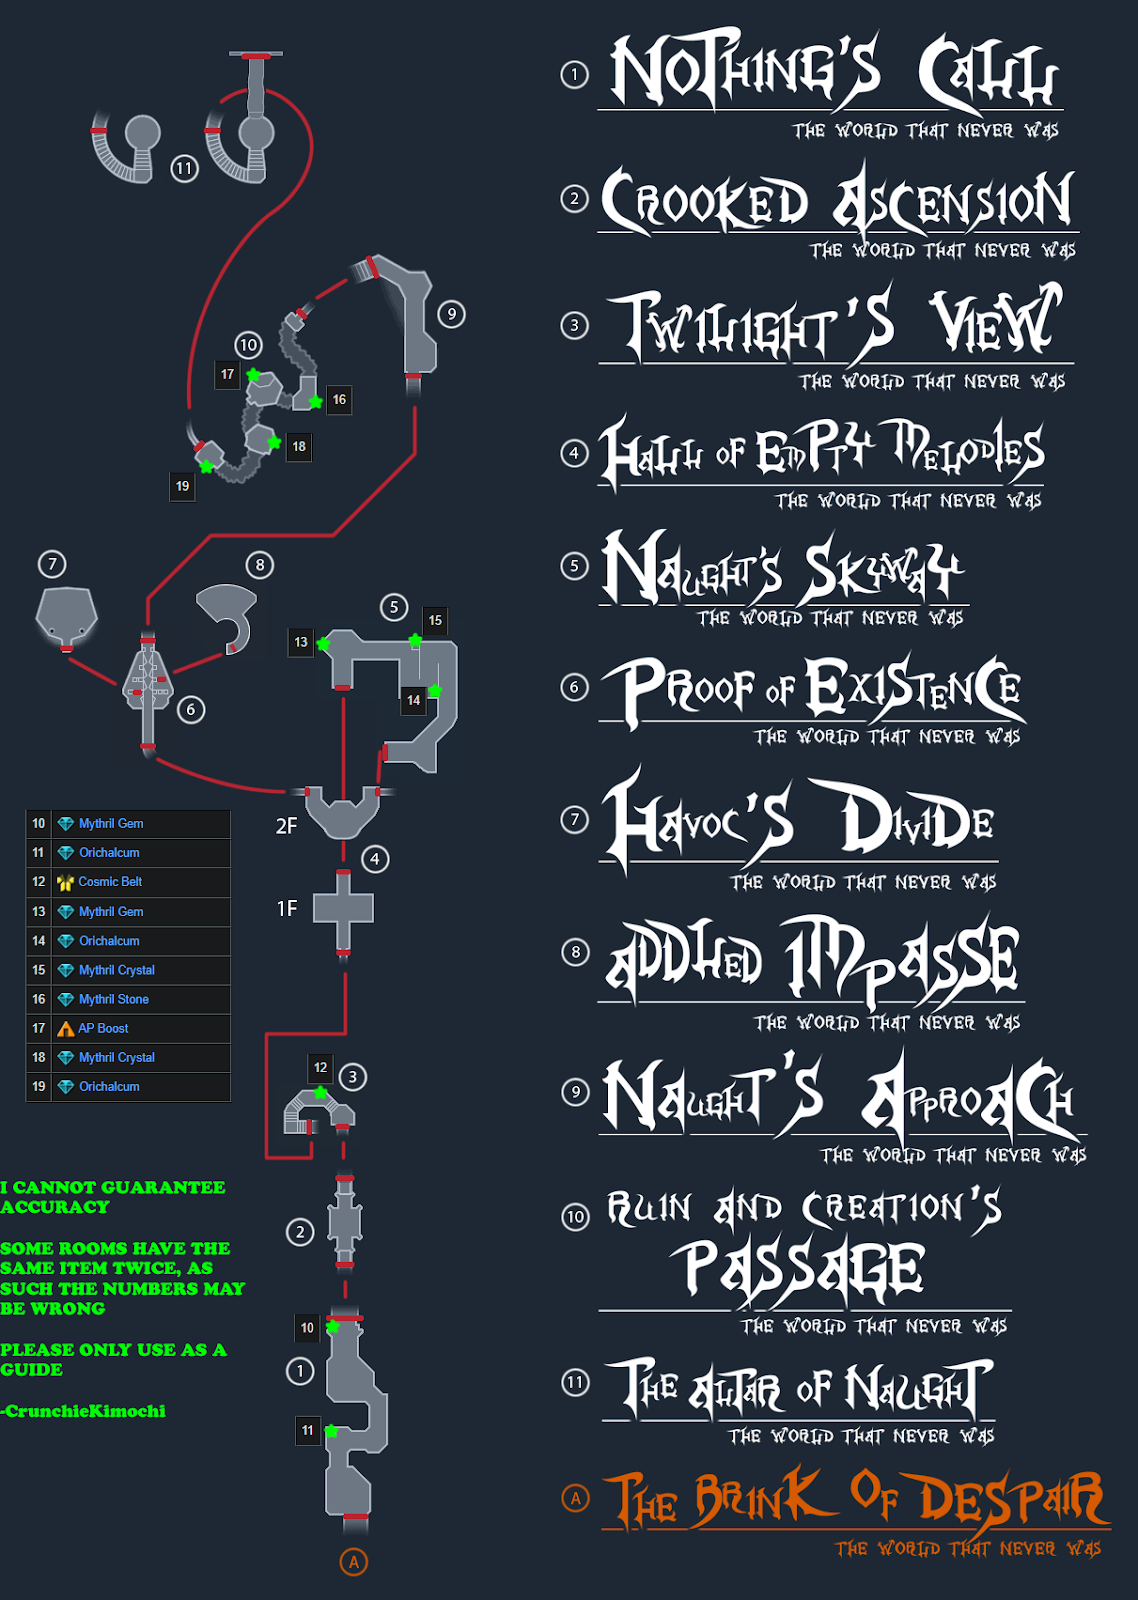 1 NOTHING'S CALL
THE WORLD THAT NEVER WAS
2 CROOKED ASCENSION
THE WORLD THAT NEVER WAS
3 TWILIGHT'S VIEW
THE WORLD THAT NEVER WAS
4 HALL OF EMPTY MELODIES
THE WORLD THAT NEVER WAS
5 NAUGHT'S SKYWAY
THE WORLD THAT NEVER WAS
6 PROOF OF EXISTENCE
THE WORLD THAT NEVER WAS
7 HAVOC'S DIVIDE
THE WORLD THAT NEVER WAS
8 ADDLED IMPASSE
THE WORLD THAT NEVER WAS
9 NAUGHT'S APPROACH
THE WORLD THAT NEVER WAS
10 RUIN AND CREATION'S
PASSAGE
THE WORLD THAT NEVER WAS
11 THE ALTAR OF NAUGHT
THE WORLD THAT NEVER WAS
A THE BRINK OF DESPAIR
THE WORLD THAT NEVER WAS
11
9
10
17
16
18
19
7
8
5
15
13
14
6
2F
4
1F
12
3
2
10
1
11
A
10 Mythril Gem
11 Orichalcum
12 Cosmic Belt
13 Mythril Gem
14 Orichalcum
15 Mythril Crystal
16 Mythril Stone
17 AP Boost
18 Mythril Crystal
19 Orichalcum
I CANNOT GUARANTEE
ACCURACY
SOME ROOMS HAVE THE
SAME ITEM TWICE, AS
SUCH THE NUMBERS MAY
BE WRONG
PLEASE ONLY USE AS A
GUIDE
-CrunchieKimochi